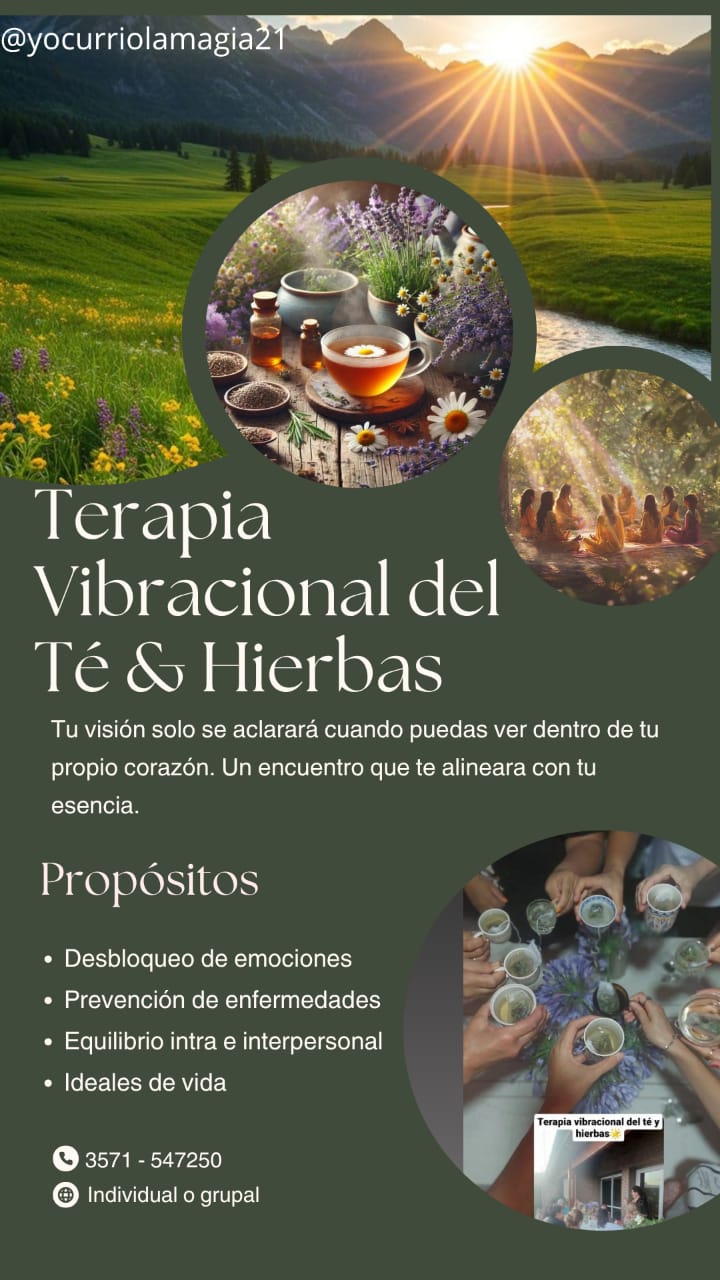 @yocurriolamagia21
Terapia
Vibracional del
Té & Hierbas
Tu visión solo se aclarará cuando puedas ver dentro de tu
propio corazón. Un encuentro que te alineara con tu
esencia.
Propósitos
• Desbloqueo de emociones
• Prevención de enfermedades
• Equilibrio intra e interpersonal
• Ideales de vida
Terapia vibracional del té y
hierbas🌟
3571 - 547250
Individual o grupal